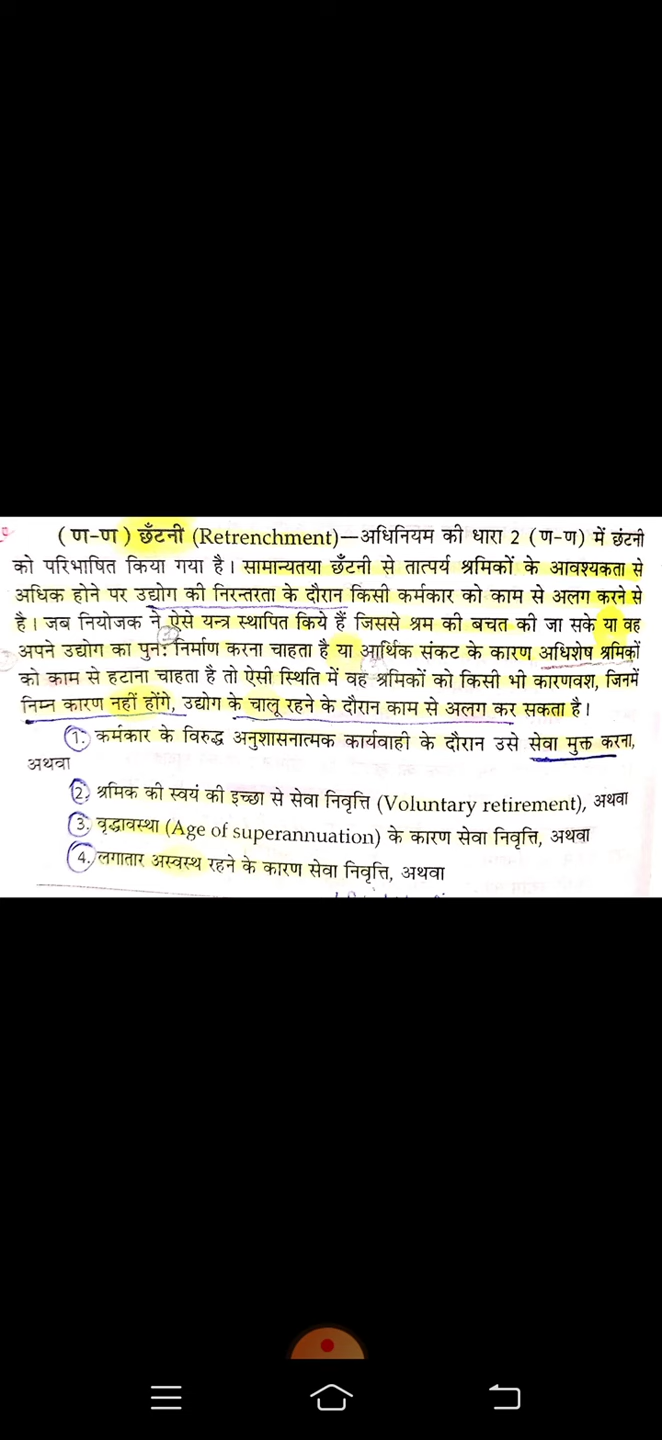 (ण-ण) छँटनी (Retrenchment)—अधिनियम की धारा 2 (ण-ण) में छंटनी
को परिभाषित किया गया है। सामान्यतया छँटनी से तात्पर्य श्रमिकों के आवश्यकता से
अधिक होने पर उद्योग की निरन्तरता के दौरान किसी कर्मकार को काम से अलग करने से
है। जब नियोजक ने ऐसे यन्त्र स्थापित किये हैं जिससे श्रम की बचत की जा सके या वह
अपने उद्योग का पुनः निर्माण करना चाहता है या आर्थिक संकट के कारण अधिशेष श्रमिकों
को काम से हटाना चाहता है तो ऐसी स्थिति में वह श्रमिकों को किसी भी कारणवश, जिनमें
निम्न कारण नहीं होंगे, उद्योग के चालू रहने के दौरान काम से अलग कर सकता है।
1. कर्मकार के विरुद्ध अनुशासनात्मक कार्यवाही के दौरान उसे सेवा मुक्त करना,
अथवा
2. श्रमिक की स्वयं की इच्छा से सेवा निवृत्ति (Voluntary retirement), अथवा
3. वृद्धावस्था (Age of superannuation) के कारण सेवा निवृत्ति, अथवा
4. लगातार अस्वस्थ रहने के कारण सेवा निवृत्ति, अथवा